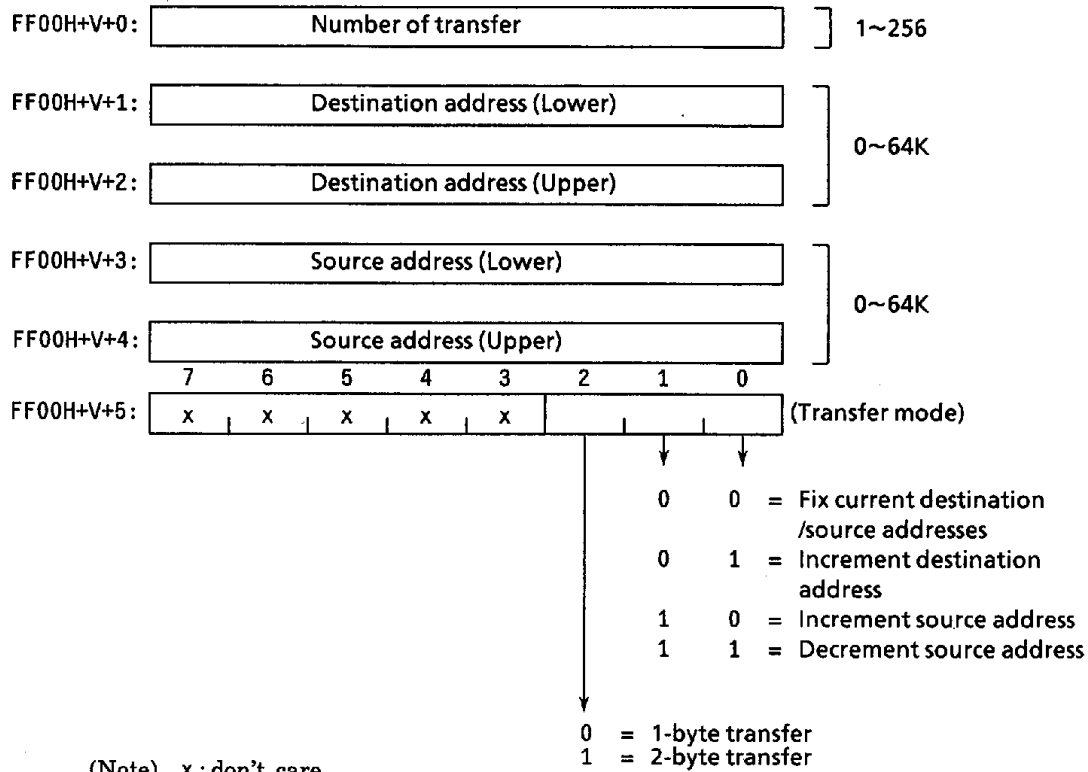 FF00H+V+0: Number of transfer 1~256
FF00H+V+1: Destination address (Lower)
0~64K
FF00H+V+2: Destination address (Upper)
FF00H+V+3: Source address (Lower)
0~64K
FF00H+V+4: Source address (Upper)
7 6 5 4 3 2 1 0
FF00H+V+5: x x x x x (Transfer mode)
0 0 = Fix current destination
/source addresses
0 1 = Increment destination
address
1 0 = Increment source address
1 1 = Decrement source address
0 = 1-byte transfer
1 = 2-byte transfer
(Note) x : don't care